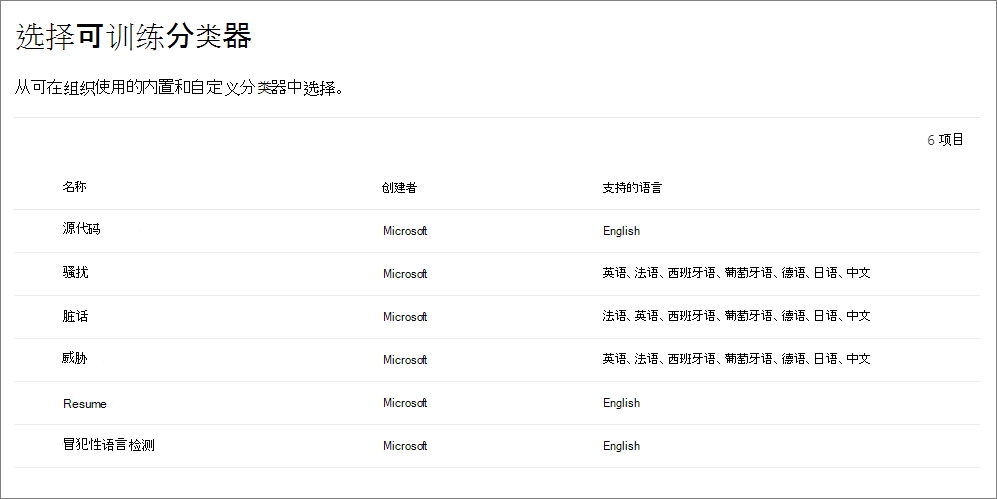 选择可训练分类器
从可在组织使用的内置和自定义分类器中选择。
6 项目
名称 创建者 支持的语言
源代码 Microsoft English
骚扰 Microsoft 英语、法语、西班牙语、葡萄牙语、德语、日语、中文
脏话 Microsoft 法语、英语、西班牙语、葡萄牙语、德语、日语、中文
威胁 Microsoft 英语、法语、西班牙语、葡萄牙语、德语、日语、中文
Resume Microsoft English
冒犯性语言检测 Microsoft English